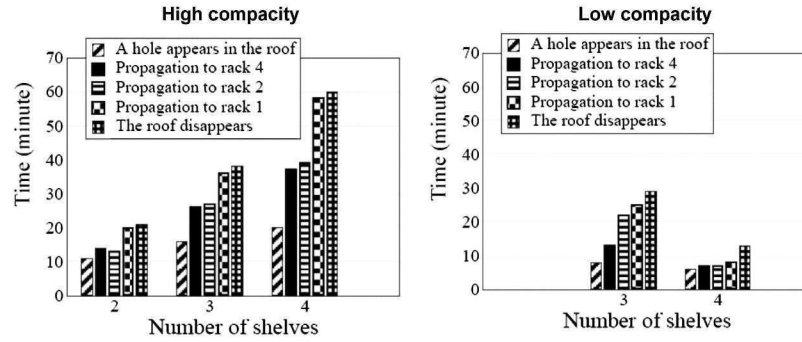 High compacity
70
60
50
40
30
20
10
0
Time (minute)
A hole appears in the roof
Propagation to rack 4
Propagation to rack 2
Propagation to rack 1
The roof disappears
2 3 4
Number of shelves
Low compacity
70
60
50
40
30
20
10
0
Time (minute)
A hole appears in the roof
Propagation to rack 4
Propagation to rack 2
Propagation to rack 1
The roof disappears
3 4
Number of shelves